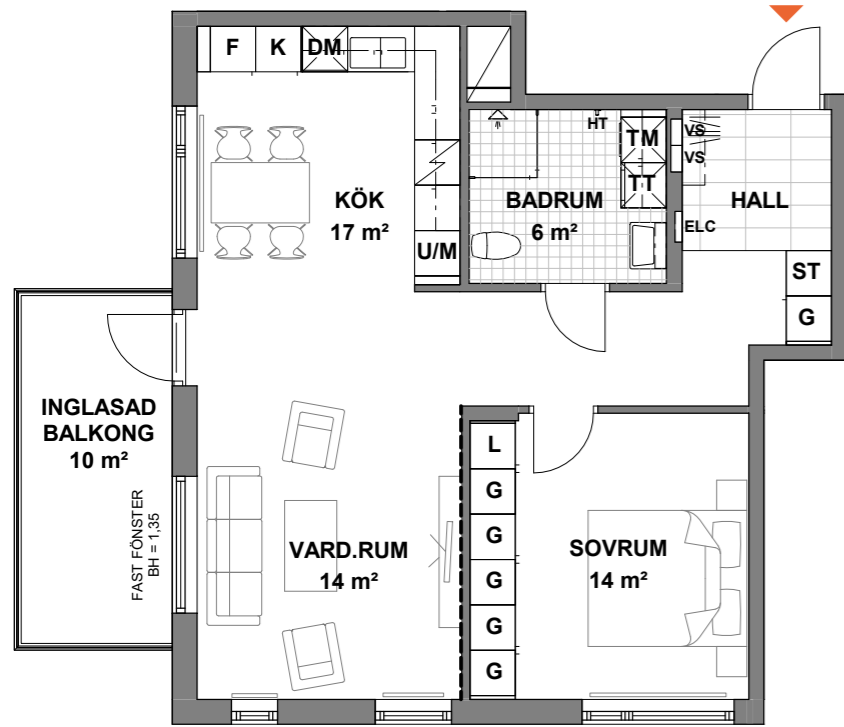 F K DM
KÖK
17 m²
U/M
HT
TM
TT
BADRUM
6 m²
VS
VS
ELC
HALL
ST
G
INGLASAD
BALKONG
10 m²
FAST FÖNSTER
BH = 1,35
VARD.RUM
14 m²
L
G
G
G
G
G
SOVRUM
14 m²